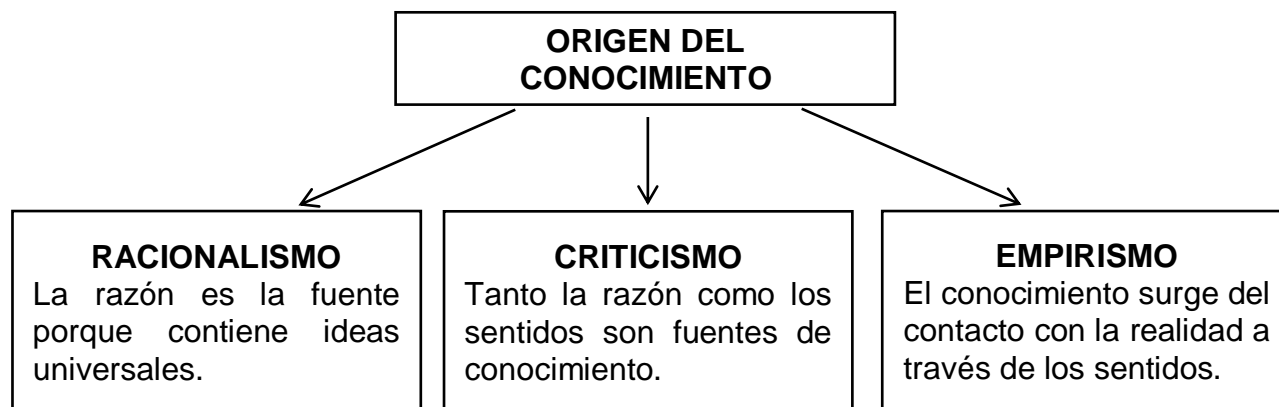 ORIGEN DEL
CONOCIMIENTO
RACIONALISMO
La razón es la fuente
porque contiene ideas
universales.
CRITICISMO
Tanto la razón como los
sentidos son fuentes de
conocimiento.
EMPIRISMO
El conocimiento surge del
contacto con la realidad a
través de los sentidos.